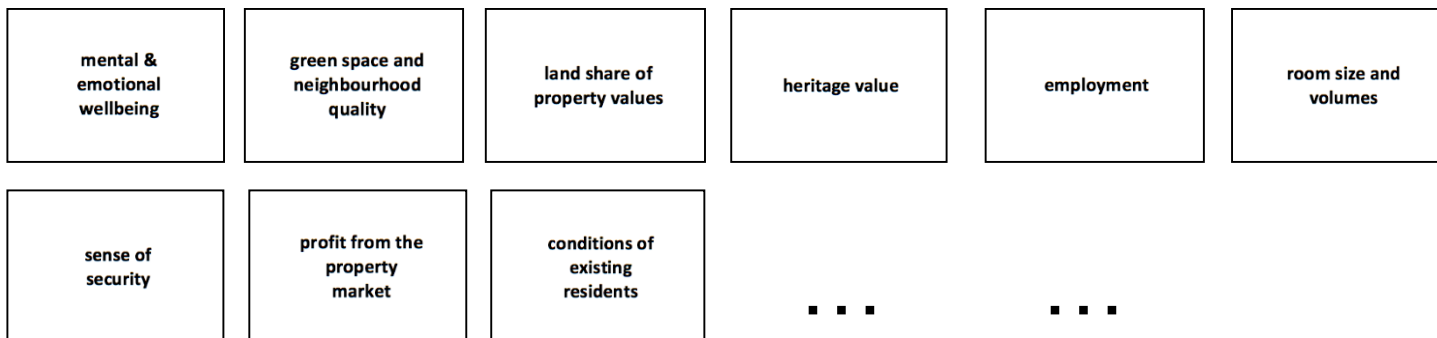 mental &
emotional
wellbeing
green space and
neighbourhood
quality
land share of
property values
heritage value
employment
room size and
volumes
sense of
security
profit from the
property
market
conditions of
existing
residents
...
...